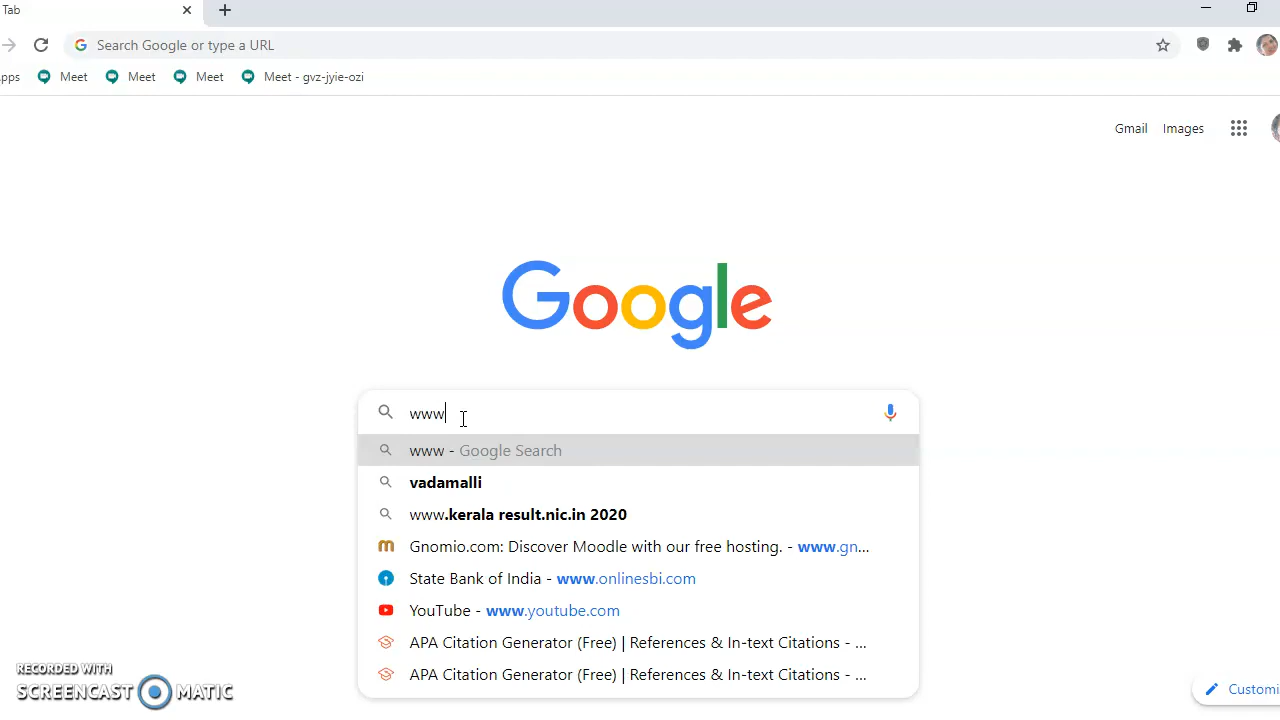 Tab
Search Google or type a URL
pps Meet Meet Meet Meet - gvz-jyie-ozi
Gmail Images
Google
www
www - Google Search
vadamalli
www.kerala result.nic.in 2020
Gnomio.com: Discover Moodle with our free hosting. - www.gn...
State Bank of India - www.onlinesbi.com
YouTube - www.youtube.com
APA Citation Generator (Free) | References & In-text Citations - ...
APA Citation Generator (Free) | References & In-text Citations - ...
RECORDED WITH
SCREENCAST MATIC
Customi